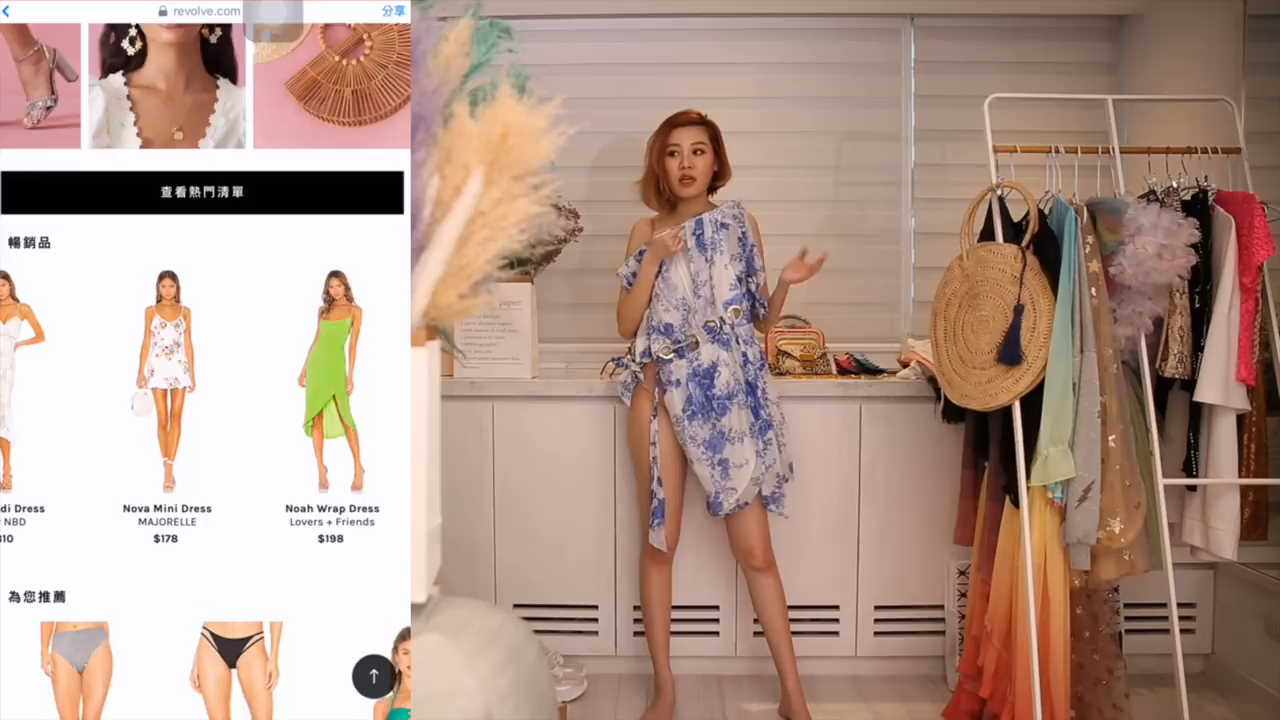 revolve.com
分享
查看熱門清單
暢銷品
di Dress
NBD
Nova Mini Dress
MAJORELLE
$178
Noah Wrap Dress
Lovers + Friends
$198
為您推薦
papier